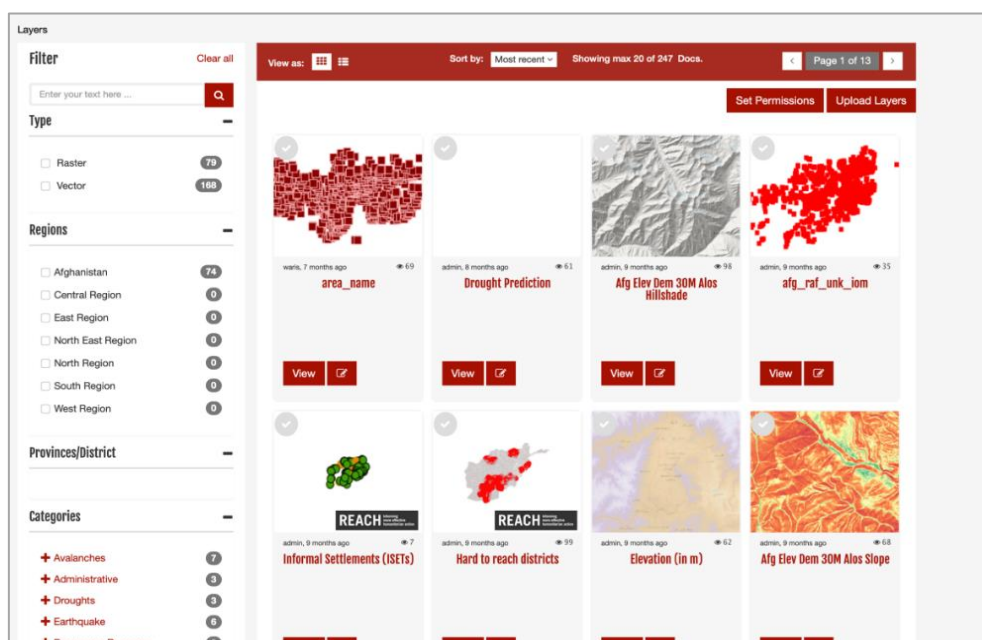 Layers
Filter
Clear all
Enter your text here ...
Type
Raster 79
Vector 168
Regions
Afghanistan 74
Central Region 0
East Region 0
North East Region 0
North Region 0
South Region 0
West Region 0
Provinces/District
Categories
Avalanches 7
Administrative 3
Droughts 3
Earthquake 6
View as:
Sort by: Most recent
Showing max 20 of 247 Docs.
< Page 1 of 13 >
Set Permissions
Upload Layers
waris, 7 months ago 69
area_name
View
admin, 8 months ago 61
Drought Prediction
View
admin, 9 months ago 98
Afg Elev Dem 30M Alos
Hillshade
View
admin, 9 months ago 35
afg_raf_unk_iom
View
REACH
admin, 9 months ago 7
Informal Settlements (ISETs)
REACH
admin, 9 months ago 99
Hard to reach districts
admin, 9 months ago 62
Elevation (in m)
admin, 9 months ago 68
Afg Elev Dem 30M Alos Slope